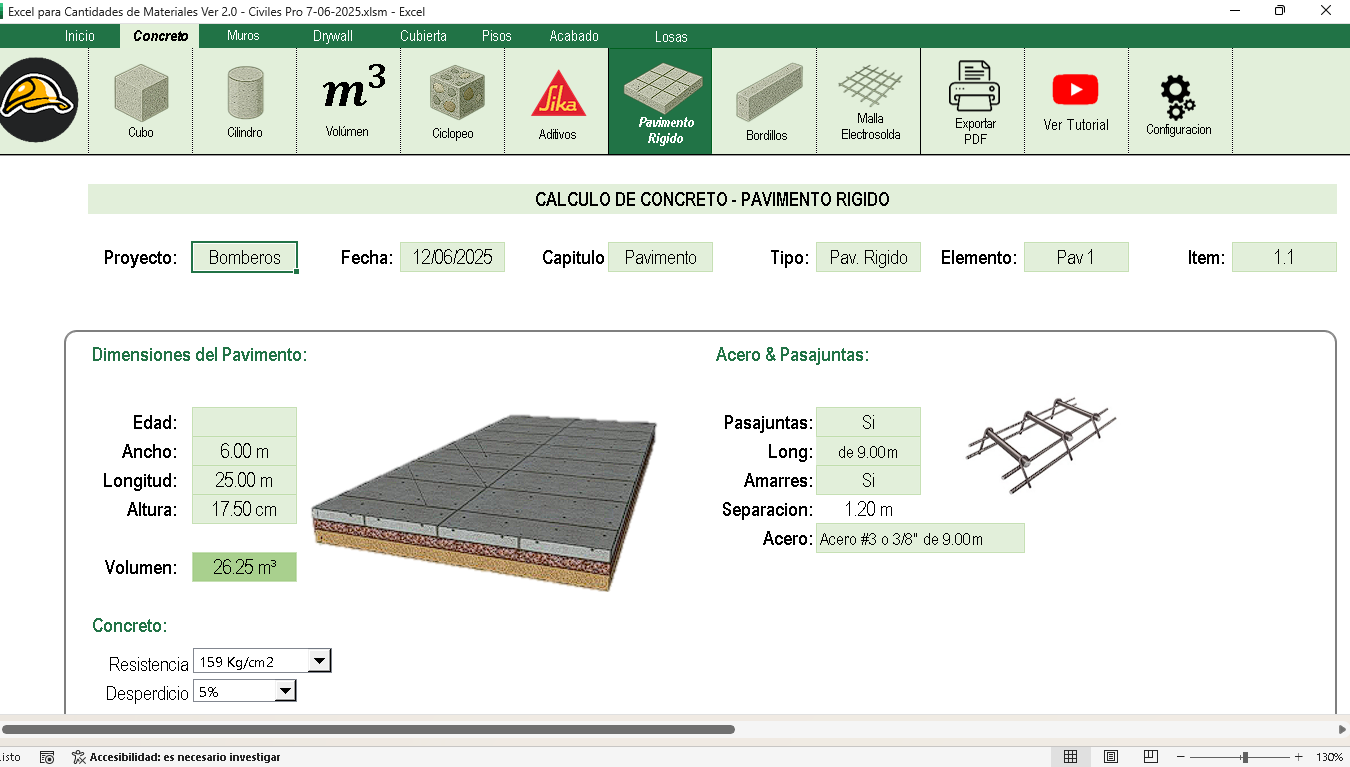 Excel para Cantidades de Materiales Ver 2.0 - Civiles Pro 7-06-2025.xlsm - Excel
Inicio Concreto Muros Drywall Cubierta Pisos Acabado Losas
m³
Sika
Cubo Cilindro Volúmen Ciclopeo Aditivos Pavimento Rigido Bordillos Malla Electrosolda Exportar PDF Ver Tutorial Configuracion
CALCULO DE CONCRETO - PAVIMENTO RIGIDO
Proyecto: Bomberos Fecha: 12/06/2025 Capitulo Pavimento Tipo: Pav. Rigido Elemento: Pav 1 Item: 1.1
Dimensiones del Pavimento: Acero & Pasajuntas:
Edad: Pasajuntas: Si
Ancho: 6.00 m Long: de 9.00m
Longitud: 25.00 m Amarres: Si
Altura: 17.50 cm Separacion: 1.20 m
Acero: Acero #3 o 3/8" de 9.00m
Volumen: 26.25 m³
Concreto:
Resistencia 159 Kg/cm2
Desperdicio 5%
isto Accesibilidad: es necesario investigar 130%